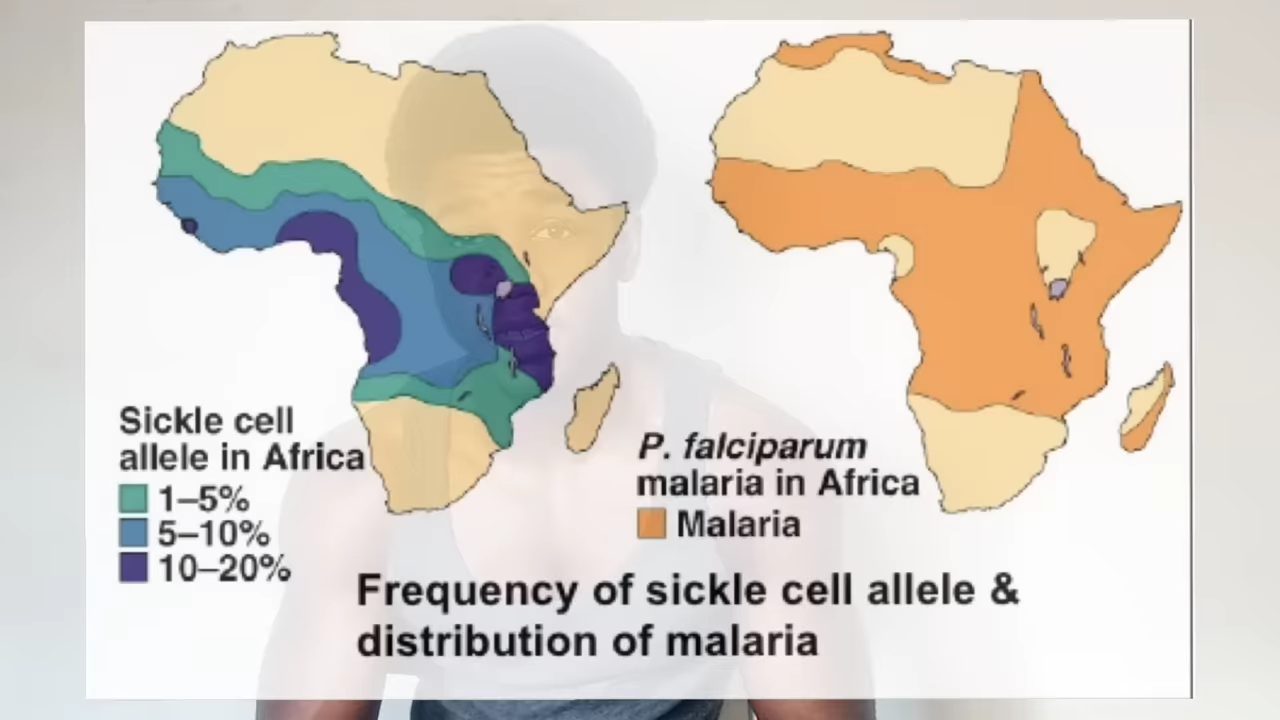 Sickle cell
allele in Africa
1–5%
5–10%
10–20%
P. falciparum
malaria in Africa
Malaria
Frequency of sickle cell allele &
distribution of malaria